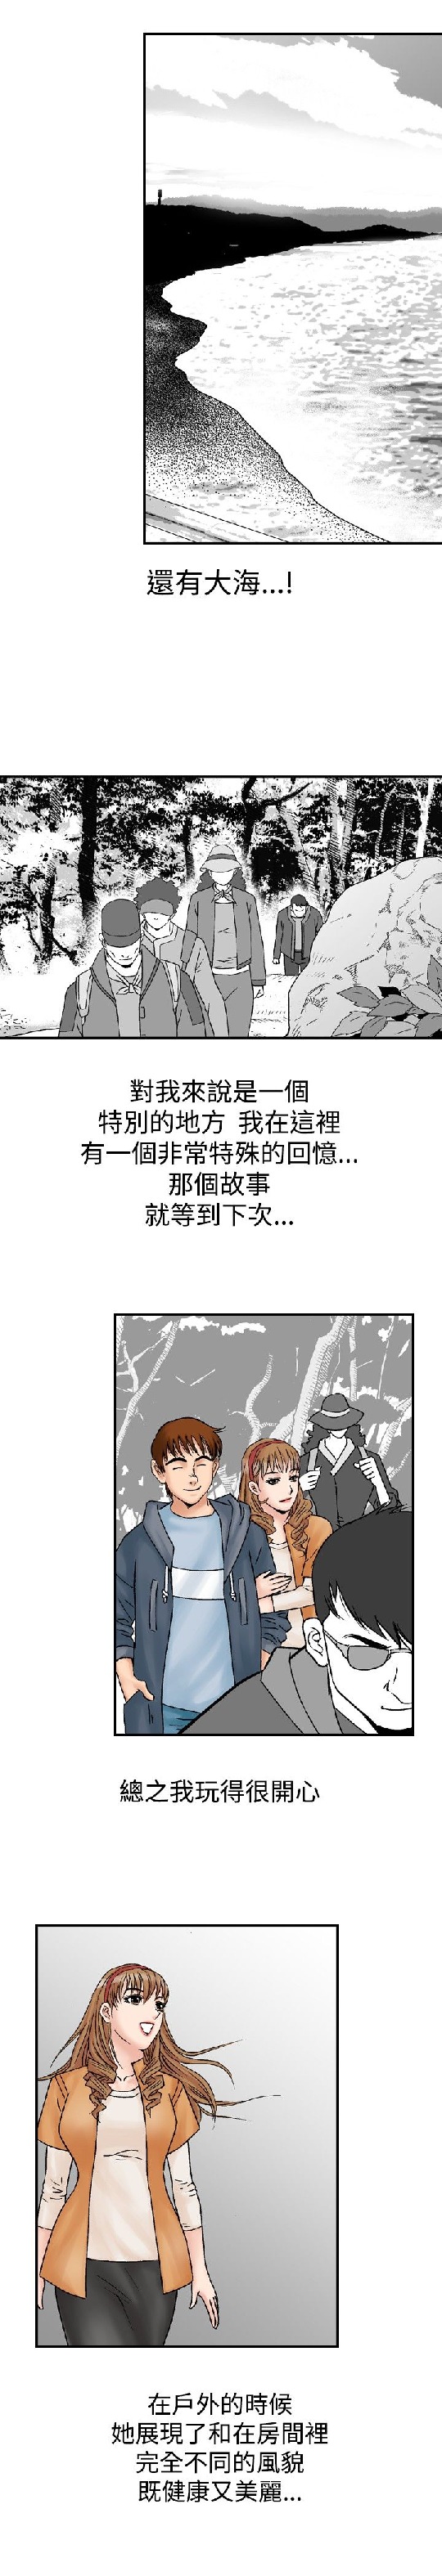 還有大海...!
對我來說是一個
特別的地方 我在這裡
有一個非常特殊的回憶...
那個故事
就等到下次...
總之我玩得很開心
在戶外的時候
她展現了和在房間裡
完全不同的風貌
既健康又美麗...